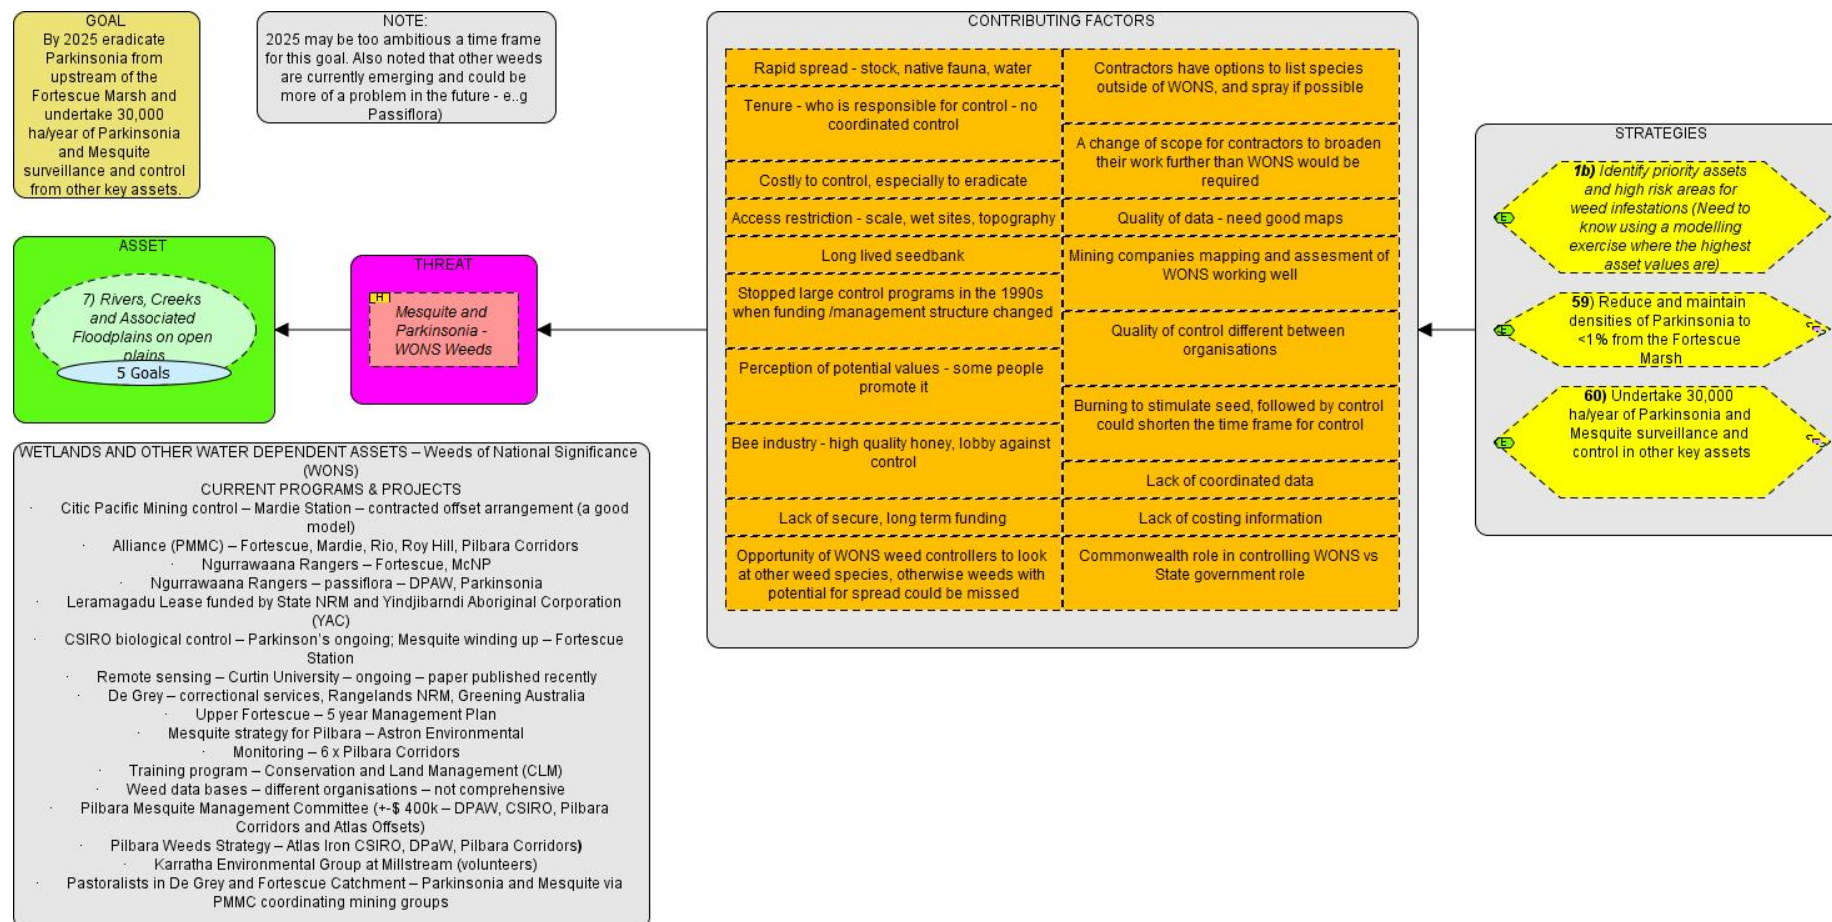 GOAL
By 2025 eradicate
Parkinsonia from
upstream of the
Fortescue Marsh and
undertake 30,000
ha/year of Parkinsonia
and Mesquite
surveillance and control
from other key assets.
NOTE:
2025 may be too ambitious a time frame
for this goal. Also noted that other weeds
are currently emerging and could be
more of a problem in the future - e..g
Passiflora)
ASSET
7) Rivers, Creeks
and Associated
Floodplains on open
plains
5 Goals
THREAT
H
Mesquite and
Parkinsonia -
WONS Weeds
CONTRIBUTING FACTORS
Rapid spread - stock, native fauna, water
Tenure - who is responsible for control - no
coordinated control
Costly to control, especially to eradicate
Access restriction - scale, wet sites, topography
Long lived seedbank
Stopped large control programs in the 1990s
when funding /management structure changed
Perception of potential values - some people
promote it
Bee industry - high quality honey, lobby against
control
Lack of secure, long term funding
Opportunity of WONS weed controllers to look
at other weed species, otherwise weeds with
potential for spread could be missed
Contractors have options to list species
outside of WONS, and spray if possible
A change of scope for contractors to broaden
their work further than WONS would be
required
Quality of data - need good maps
Mining companies mapping and assesment of
WONS working well
Quality of control different between
organisations
Burning to stimulate seed, followed by control
could shorten the time frame for control
Lack of coordinated data
Lack of costing information
Commonwealth role in controlling WONS vs
State government role
STRATEGIES
1b) Identify priority assets
and high risk areas for
weed infestations (Need to
know using a modelling
exercise where the highest
asset values are)
E
59) Reduce and maintain
densities of Parkinsonia to
<1% from the Fortescue
Marsh
E
60) Undertake 30,000
ha/year of Parkinsonia and
Mesquite surveillance and
control in other key assets
E
WETLANDS AND OTHER WATER DEPENDENT ASSETS – Weeds of National Significance
(WONS)
CURRENT PROGRAMS & PROJECTS
· Citic Pacific Mining control – Mardie Station – contracted offset arrangement (a good
model)
· Alliance (PMMC) – Fortescue, Mardie, Rio, Roy Hill, Pilbara Corridors
· Ngurrawaana Rangers – Fortescue, McNP
· Ngurrawaana Rangers – passiflora – DPAW, Parkinsonia
· Leramagadu Lease funded by State NRM and Yindjibarndi Aboriginal Corporation
(YAC)
· CSIRO biological control – Parkinson's ongoing; Mesquite winding up – Fortescue
Station
· Remote sensing – Curtin University – ongoing – paper published recently
· De Grey – correctional services, Rangelands NRM, Greening Australia
· Upper Fortescue – 5 year Management Plan
· Mesquite strategy for Pilbara – Astron Environmental
· Monitoring – 6 x Pilbara Corridors
· Training program – Conservation and Land Management (CLM)
· Weed data bases – different organisations – not comprehensive
· Pilbara Mesquite Management Committee (+-$ 400k – DPAW, CSIRO, Pilbara
Corridors and Atlas Offsets)
· Pilbara Weeds Strategy – Atlas Iron CSIRO, DPaW, Pilbara Corridors)
· Karratha Environmental Group at Millstream (volunteers)
· Pastoralists in De Grey and Fortescue Catchment – Parkinsonia and Mesquite via
PMMC coordinating mining groups